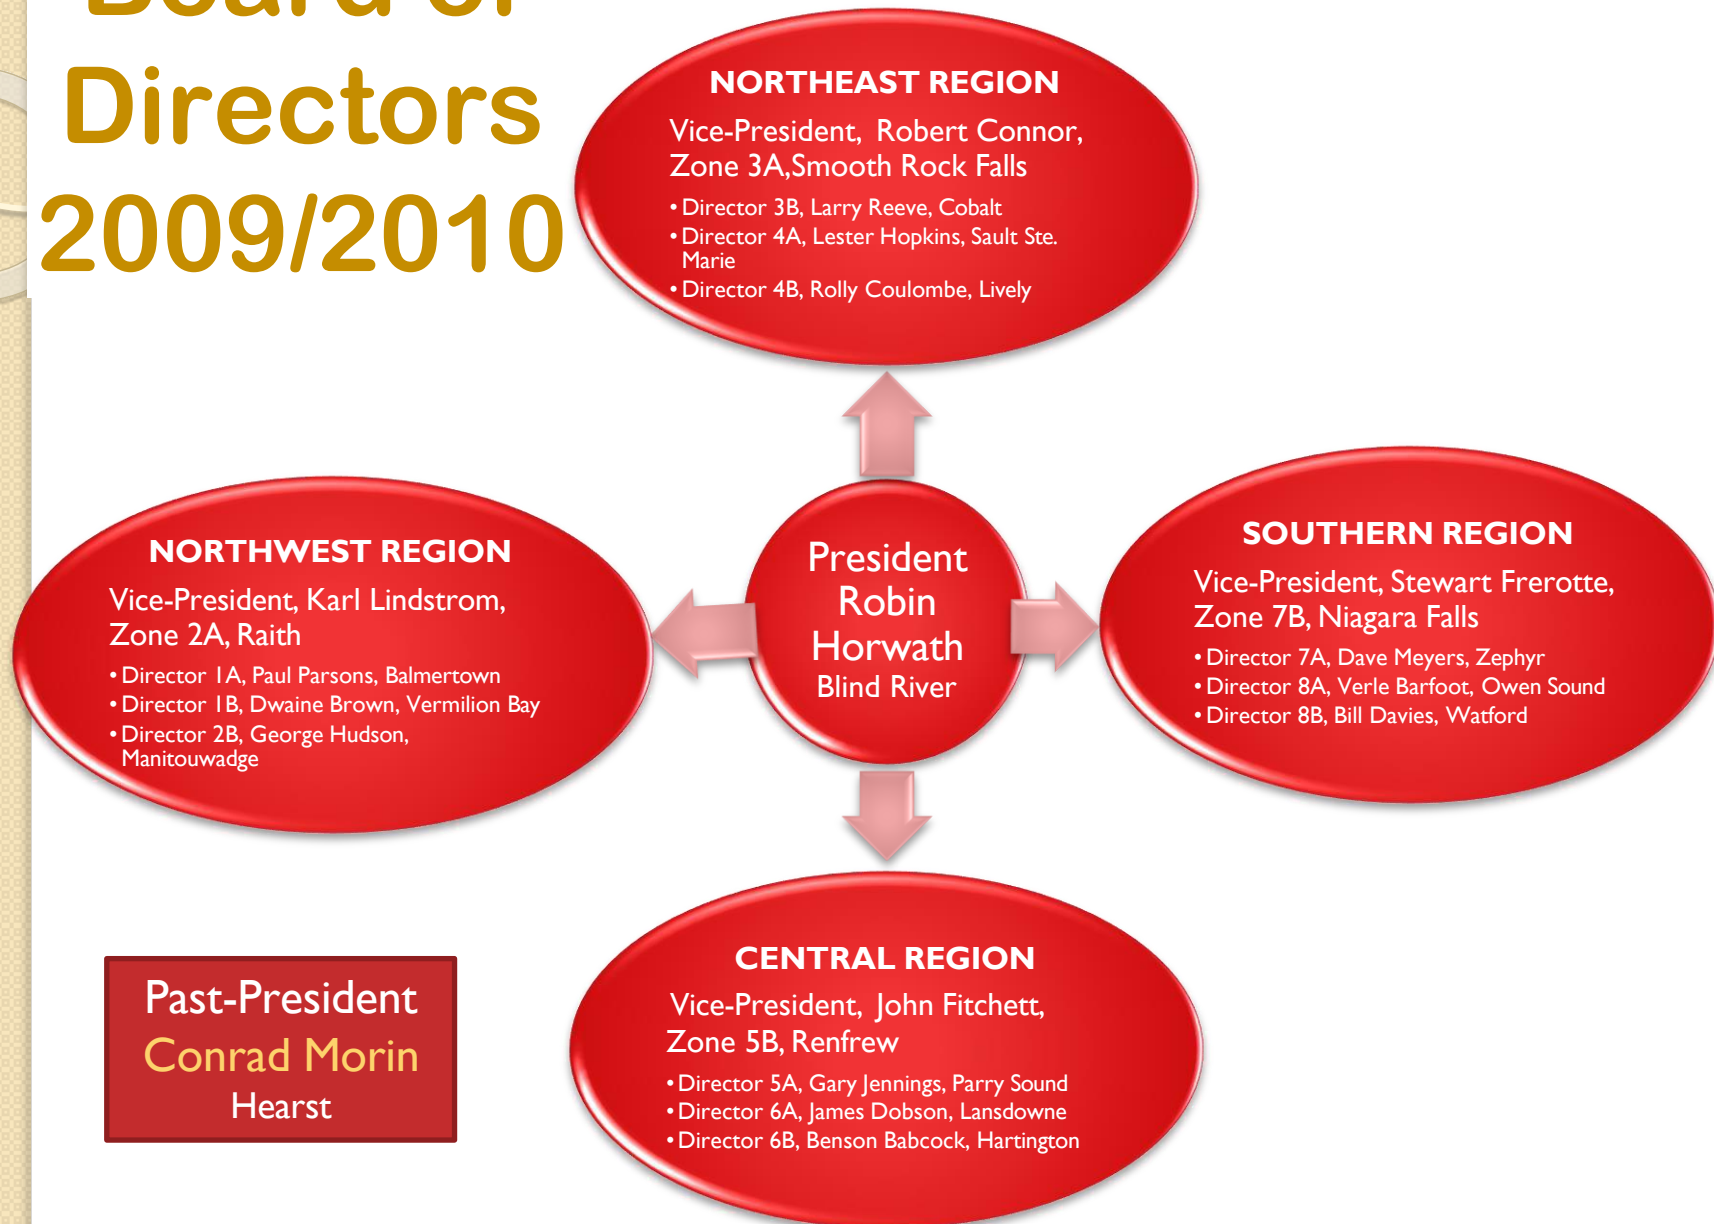 Board of
Directors
2009/2010
NORTHEAST REGION
Vice-President, Robert Connor,
Zone 3A,Smooth Rock Falls
• Director 3B, Larry Reeve, Cobalt
• Director 4A, Lester Hopkins, Sault Ste.
Marie
• Director 4B, Rolly Coulombe, Lively
NORTHWEST REGION
Vice-President, Karl Lindstrom,
Zone 2A, Raith
• Director 1A, Paul Parsons, Balmertown
• Director 1B, Dwaine Brown, Vermilion Bay
• Director 2B, George Hudson,
Manitouwadge
President
Robin
Horwath
Blind River
SOUTHERN REGION
Vice-President, Stewart Frerotte,
Zone 7B, Niagara Falls
• Director 7A, Dave Meyers, Zephyr
• Director 8A, Verle Barfoot, Owen Sound
• Director 8B, Bill Davies, Watford
Past-President
Conrad Morin
Hearst
CENTRAL REGION
Vice-President, John Fitchett,
Zone 5B, Renfrew
• Director 5A, Gary Jennings, Parry Sound
• Director 6A, James Dobson, Lansdowne
• Director 6B, Benson Babcock, Hartington